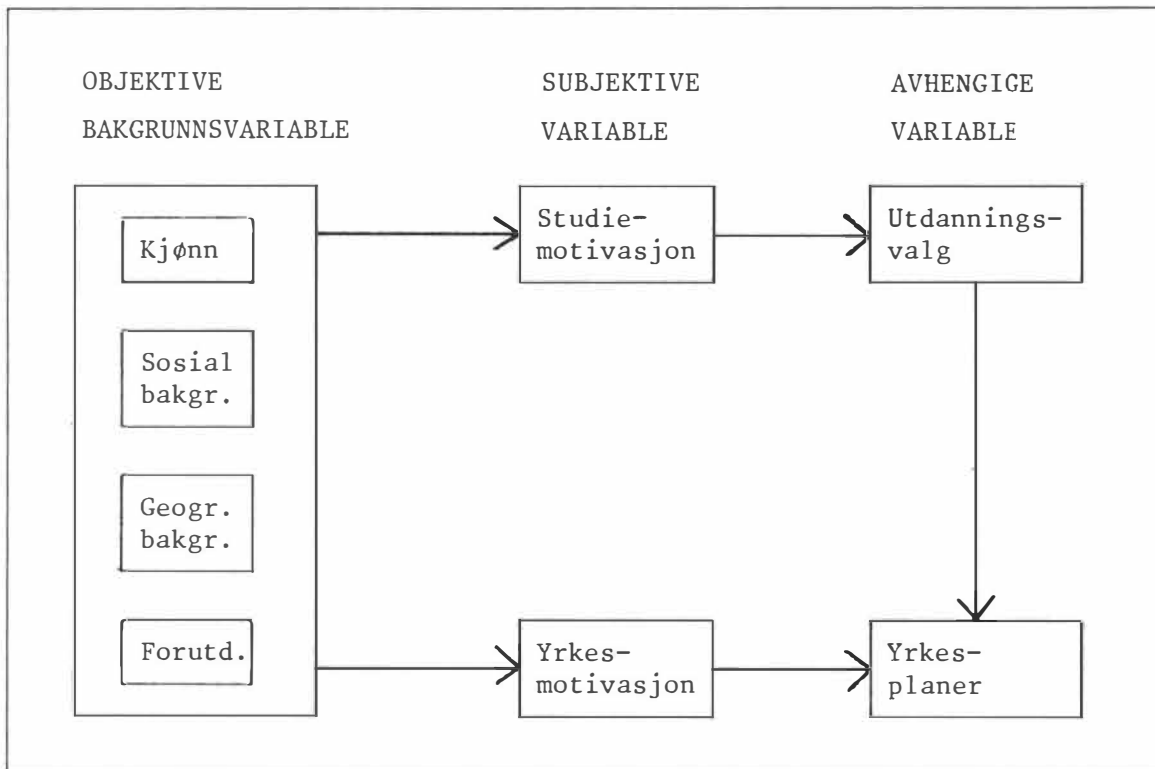 OBJEKTIVE
BAKGRUNNSVARIABLE
SUBJEKTIVE
VARIABLE
AVHENGIGE
VARIABLE
Kjønn
Sosial
bakgr.
Geogr.
bakgr.
Forutd.
Studie-
motivasjon
Utdannings-
valg
Yrkes-
motivasjon
Yrkes-
planer